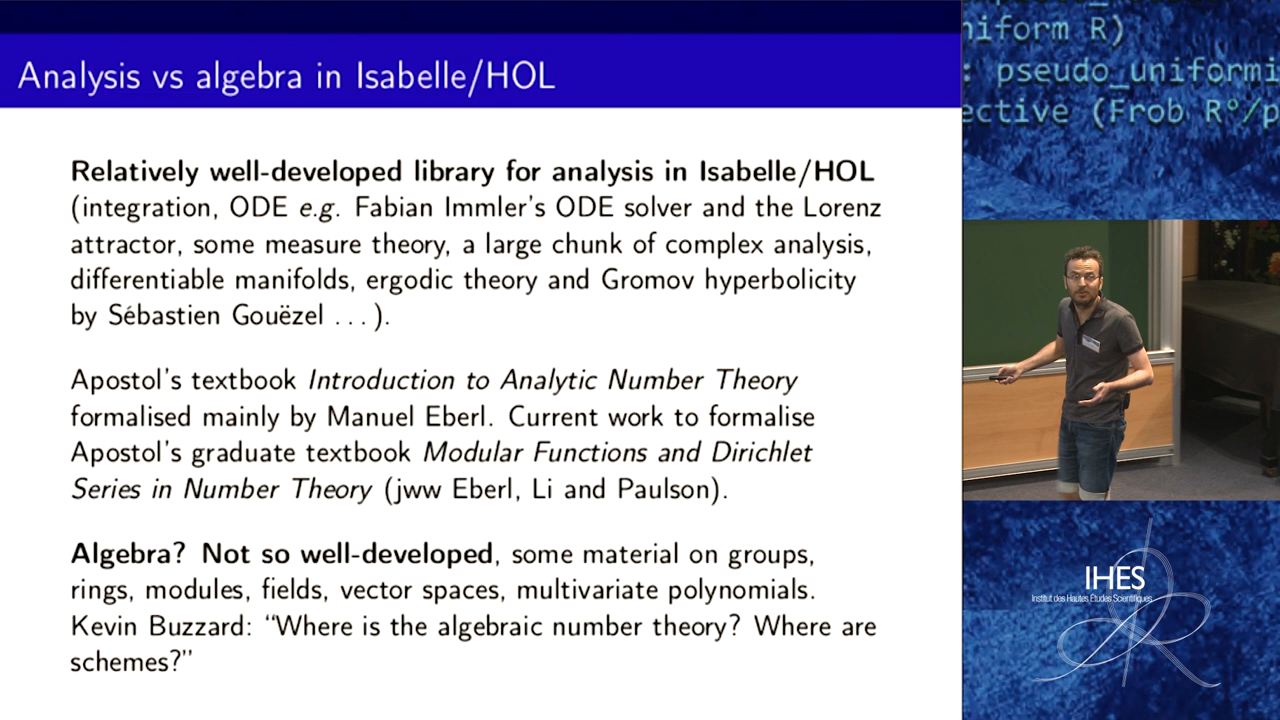 Analysis vs algebra in Isabelle/HOL
Relatively well-developed library for analysis in Isabelle/HOL
(integration, ODE e.g. Fabian Immler's ODE solver and the Lorenz
attractor, some measure theory, a large chunk of complex analysis,
differentiable manifolds, ergodic theory and Gromov hyperbolicity
by Sébastien Gouëzel . . . ).
Apostol's textbook Introduction to Analytic Number Theory
formalised mainly by Manuel Eberl. Current work to formalise
Apostol's graduate textbook Modular Functions and Dirichlet
Series in Number Theory (jww Eberl, Li and Paulson).
Algebra? Not so well-developed, some material on groups,
rings, modules, fields, vector spaces, multivariate polynomials.
Kevin Buzzard: “Where is the algebraic number theory? Where are
schemes?”
niform R)
: pseudo_uniformi
ective (Frob R°/p
IHES
Institut des Hautes Études Scientifiques